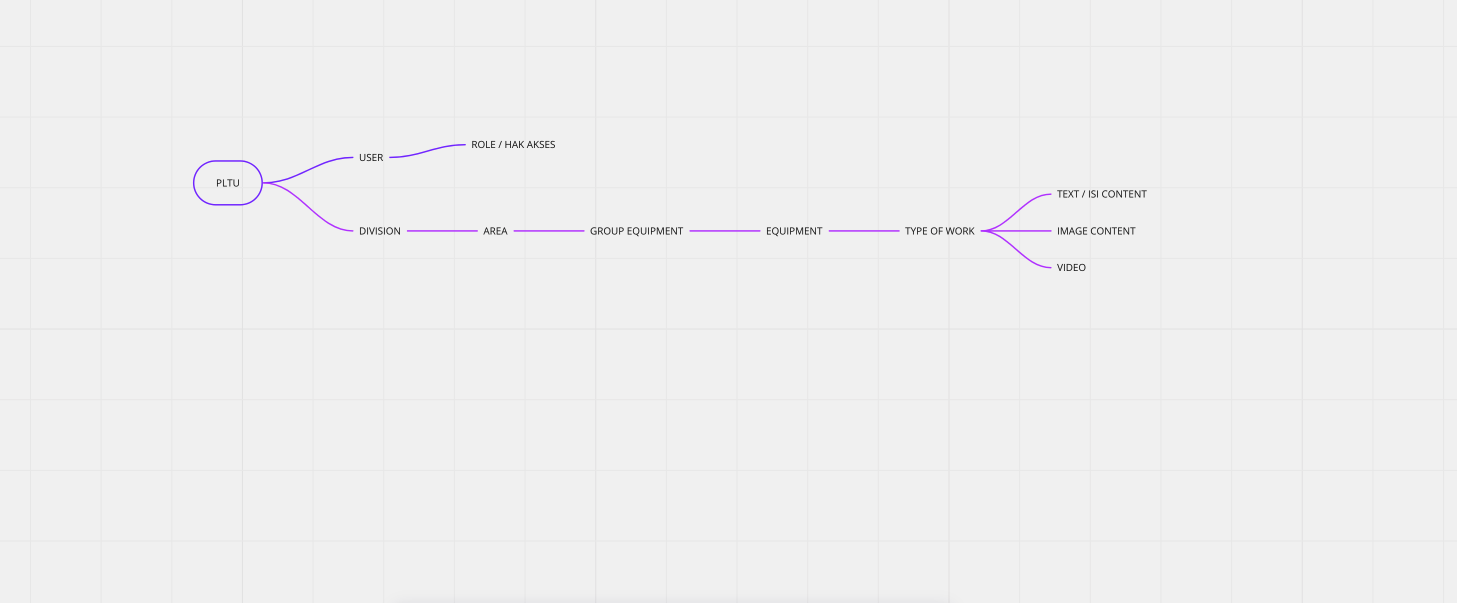 PLTU
USER
ROLE / HAK AKSES
DIVISION
AREA
GROUP EQUIPMENT
EQUIPMENT
TYPE OF WORK
TEXT / ISI CONTENT
IMAGE CONTENT
VIDEO